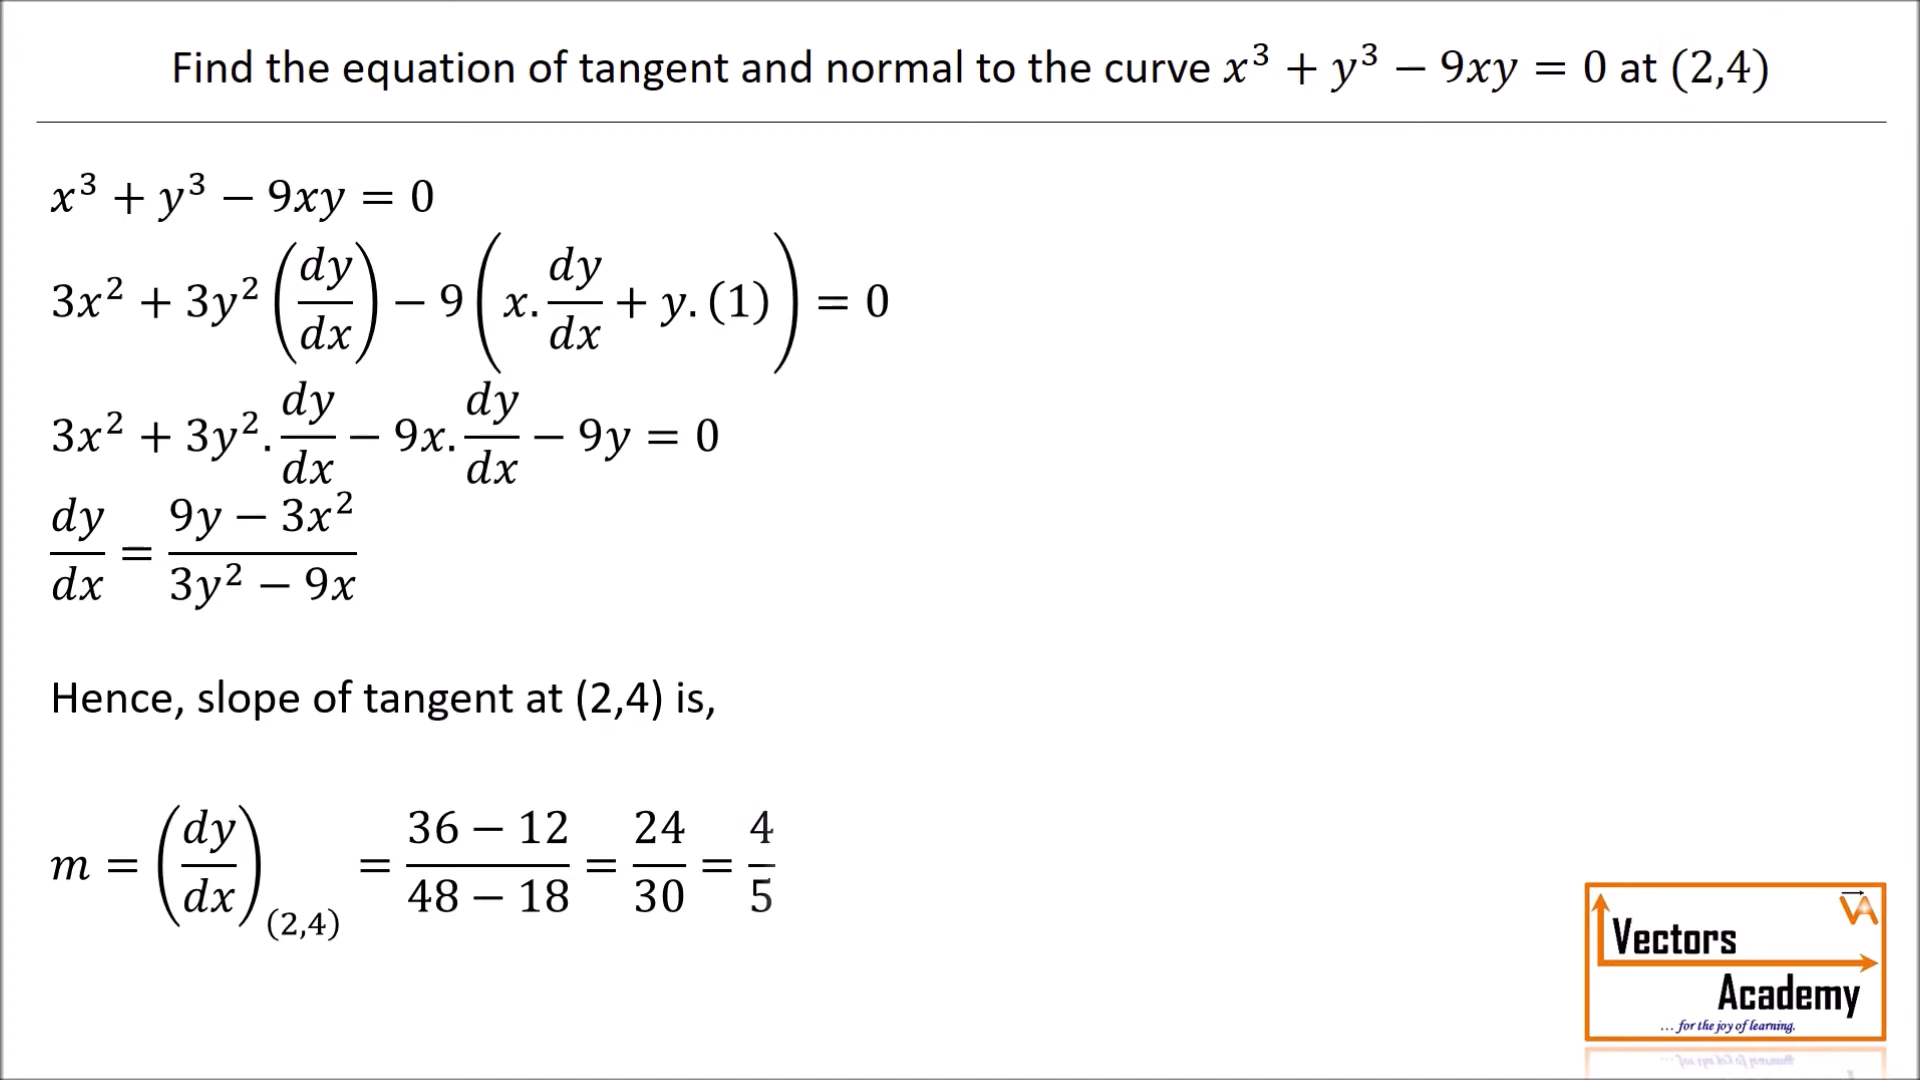 Find the equation of tangent and normal to the curve x³ + y³ − 9xy = 0 at (2,4)
x³ + y³ − 9xy = 0
3x² + 3y² (dy/dx) − 9 (x. dy/dx + y. (1)) = 0
3x² + 3y². dy/dx − 9x. dy/dx − 9y = 0
dy/dx = (9y − 3x²)/(3y² − 9x)
Hence, slope of tangent at (2,4) is,
m = (dy/dx)(2,4) = (36 − 12)/(48 − 18) = 24/30 = 4/5
VA
Vectors
Academy
... for the joy of learning.